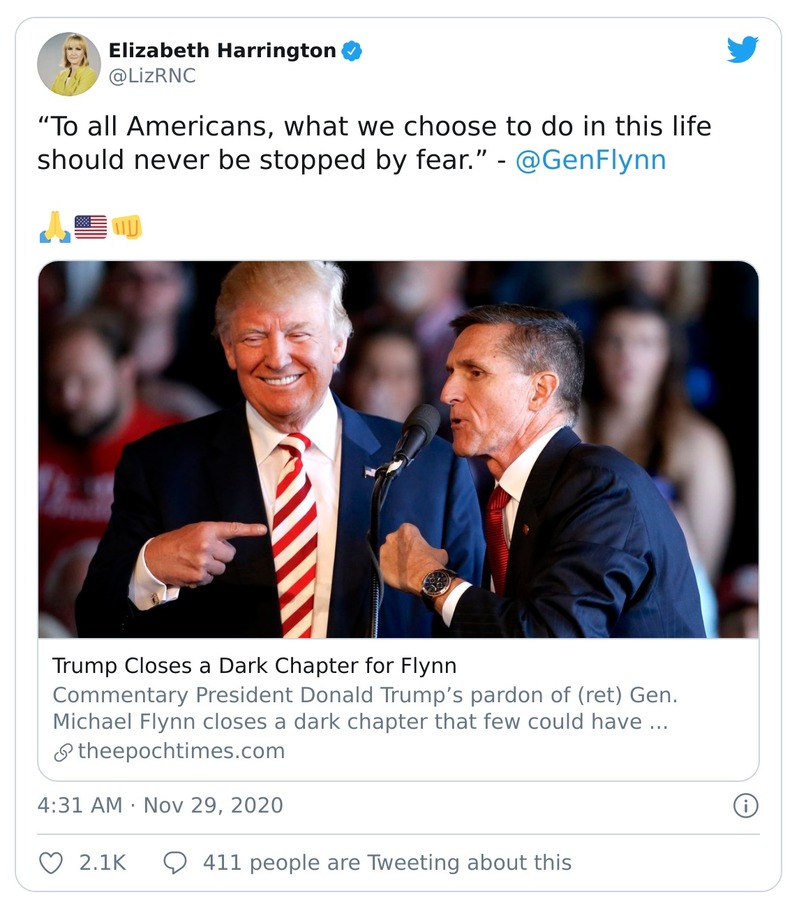 Elizabeth Harrington
@LizRNC
“To all Americans, what we choose to do in this life
should never be stopped by fear.” - @GenFlynn
🙏🇺🇸👊
Trump Closes a Dark Chapter for Flynn
Commentary President Donald Trump’s pardon of (ret) Gen.
Michael Flynn closes a dark chapter that few could have ...
theepochtimes.com
4:31 AM · Nov 29, 2020
2.1K 411 people are Tweeting about this